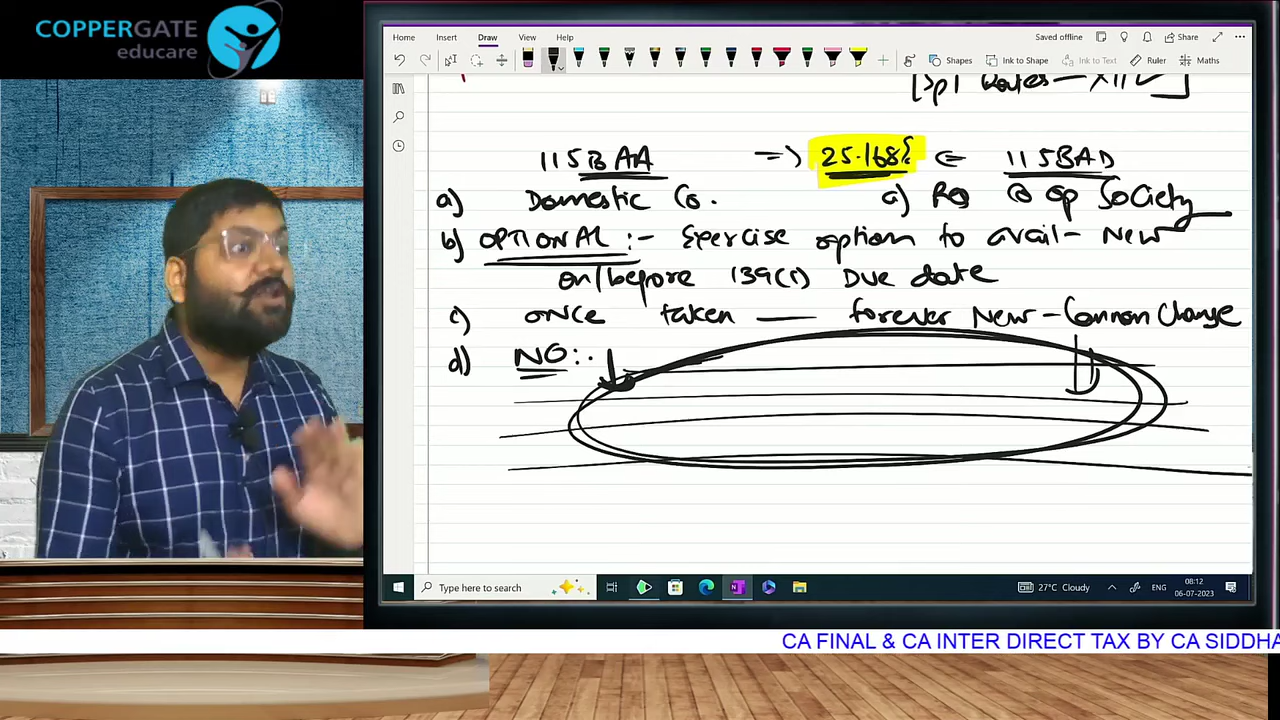 COPPERGATE
educare
Home Insert Draw View Help
Saved offline
Share
Shapes
Ink to Shape
Ink to Text
Ruler
Maths
115BAA => 25.168% <= 115BAD
a) Domestic Co. a) Op Society
b) OPTIONAL :- Exercise option to avail - New
on/before 139(1) Due date
c) once taken — forever New - Cannon Change
d) NO:.
Type here to search
27°C Cloudy
ENG
08:12
06-07-2023
CA FINAL & CA INTER DIRECT TAX BY CA SIDDHA